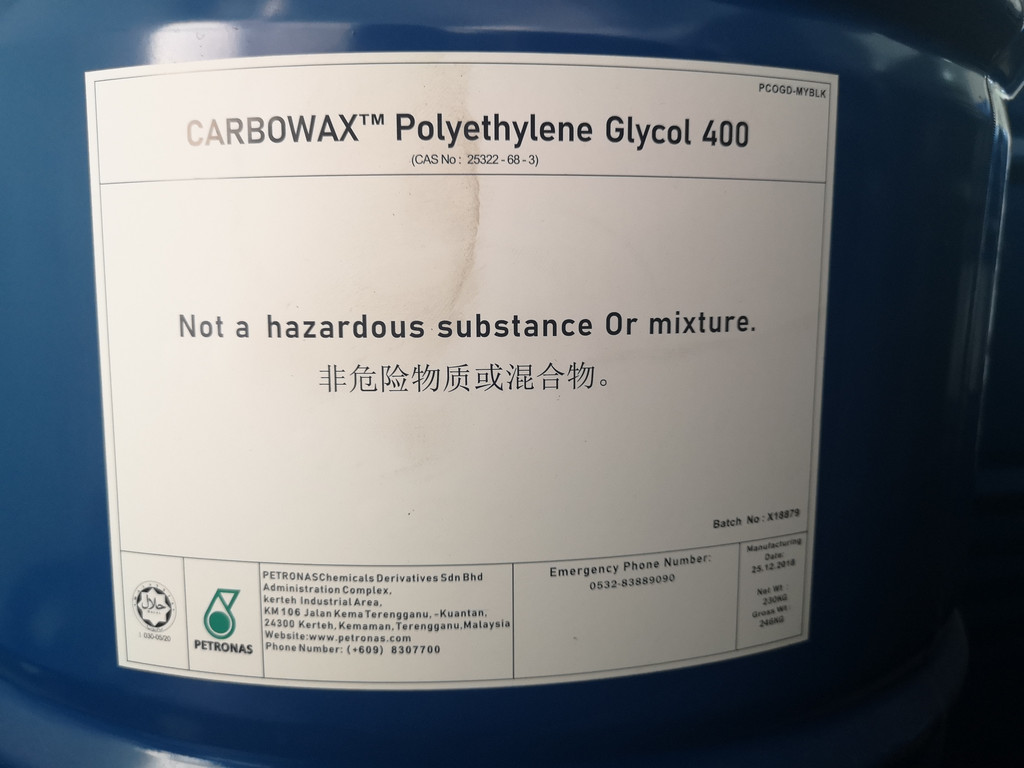 PCOGD-MYBLK
CARBOWAX™ Polyethylene Glycol 400
(CAS No : 25322 - 68 - 3)
Not a hazardous substance Or mixture.
非危险物质或混合物。
Batch No : X18879
حلال
PETRONAS
PETRONASChemicals Derivatives Sdn Bhd
Administration Complex,
kerteh Industrial Area,
KM 106 Jalan Kema Terengganu, -Kuantan,
24300 Kerteh, Kemaman, Terengganu, Malaysia
Website:www.petronas.com
Phone Number: (+609) 8307700
Emergency Phone Number:
0532-83889090
Manufacturing
Date:
25.12.2018
Net Wt :
230KG
Gross Wt :
248KG